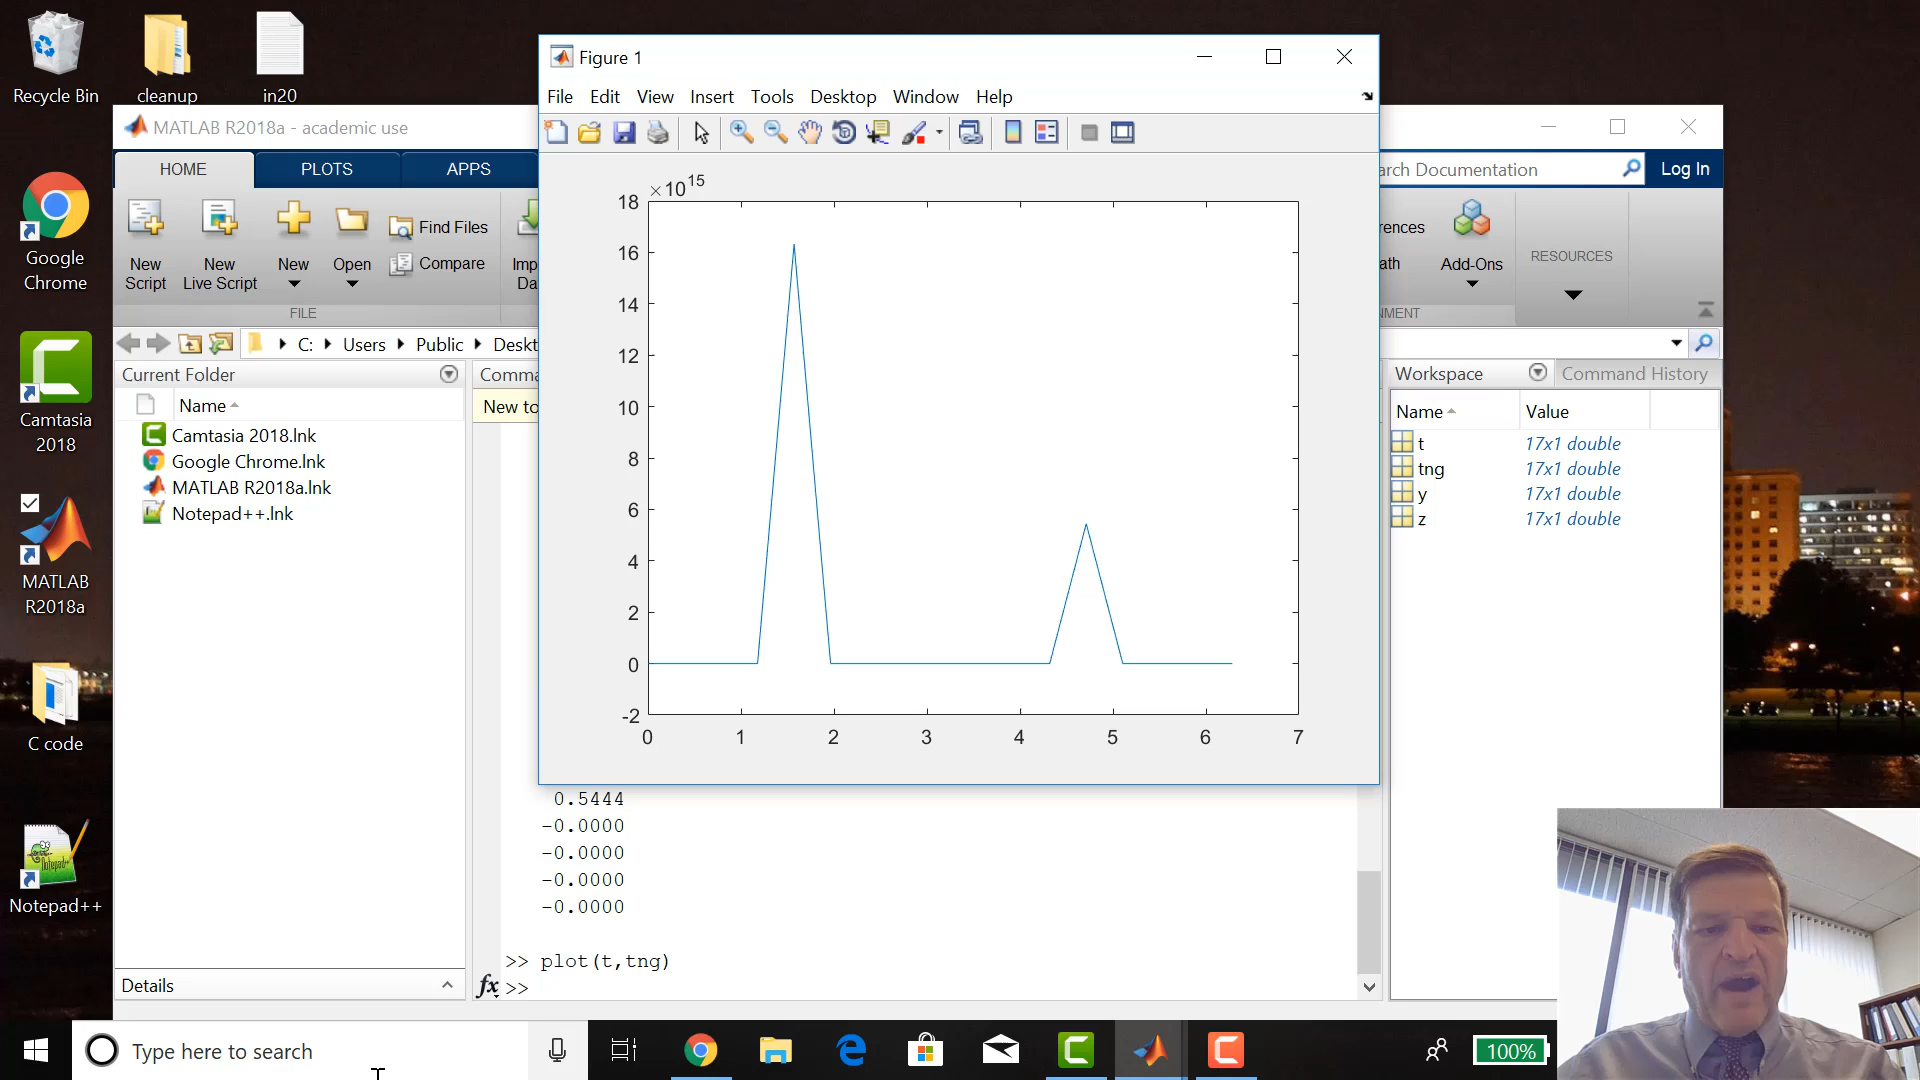 Recycle Bin
cleanup
in20
Google
Chrome
Camtasia
2018
MATLAB
R2018a
C code
Notepad++
MATLAB R2018a - academic use
HOME
PLOTS
APPS
arch Documentation
Log In
New
Script
New
Live Script
New
Open
Find Files
Compare
Imp
Da
FILE
rences
ath
Add-Ons
RESOURCES
NMENT
C:
Users
Public
Deskt
Current Folder
Name
Camtasia 2018.lnk
Google Chrome.lnk
MATLAB R2018a.lnk
Notepad++.lnk
Details
Comma
New to
Figure 1
File Edit View Insert Tools Desktop Window Help
×10^15
18
16
14
12
10
8
6
4
2
0
-2
0 1 2 3 4 5 6 7
0.5444
-0.0000
-0.0000
-0.0000
-0.0000
>> plot(t,tng)
fx >>
Workspace
Command History
Name Value
t 17x1 double
tng 17x1 double
y 17x1 double
z 17x1 double
Type here to search
100%